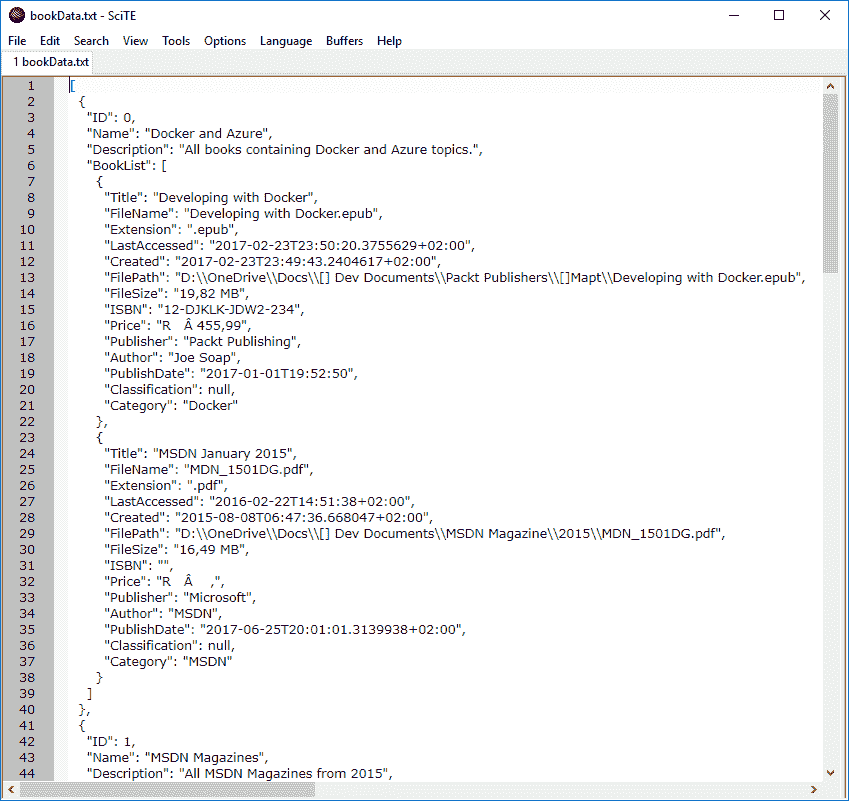 bookData.txt - SciTE
File Edit Search View Tools Options Language Buffers Help
1 bookData.txt
1 [
2 {
3 "ID": 0,
4 "Name": "Docker and Azure",
5 "Description": "All books containing Docker and Azure topics.",
6 "BookList": [
7 {
8 "Title": "Developing with Docker",
9 "FileName": "Developing with Docker.epub",
10 "Extension": ".epub",
11 "LastAccessed": "2017-02-23T23:50:20.3755629+02:00",
12 "Created": "2017-02-23T23:49:43.2404617+02:00",
13 "FilePath": "D:\\OneDrive\\Docs\\[] Dev Documents\\Packt Publishers\\[]Mapt\\Developing with Docker.epub",
14 "FileSize": "19,82 MB",
15 "ISBN": "12-DJKLK-JDW2-234",
16 "Price": "R   Â 455,99",
17 "Publisher": "Packt Publishing",
18 "Author": "Joe Soap",
19 "PublishDate": "2017-01-01T19:52:50",
20 "Classification": null,
21 "Category": "Docker"
22 },
23 {
24 "Title": "MSDN January 2015",
25 "FileName": "MDN_1501DG.pdf",
26 "Extension": ".pdf",
27 "LastAccessed": "2016-02-22T14:51:38+02:00",
28 "Created": "2015-08-08T06:47:36.668047+02:00",
29 "FilePath": "D:\\OneDrive\\Docs\\[] Dev Documents\\MSDN Magazine\\2015\\MDN_1501DG.pdf",
30 "FileSize": "16,49 MB",
31 "ISBN": "",
32 "Price": "R   Â    ,",
33 "Publisher": "Microsoft",
34 "Author": "MSDN",
35 "PublishDate": "2017-06-25T20:01:01.3139938+02:00",
36 "Classification": null,
37 "Category": "MSDN"
38 }
39 ]
40 },
41 {
42 "ID": 1,
43 "Name": "MSDN Magazines",
44 "Description": "All MSDN Magazines from 2015",